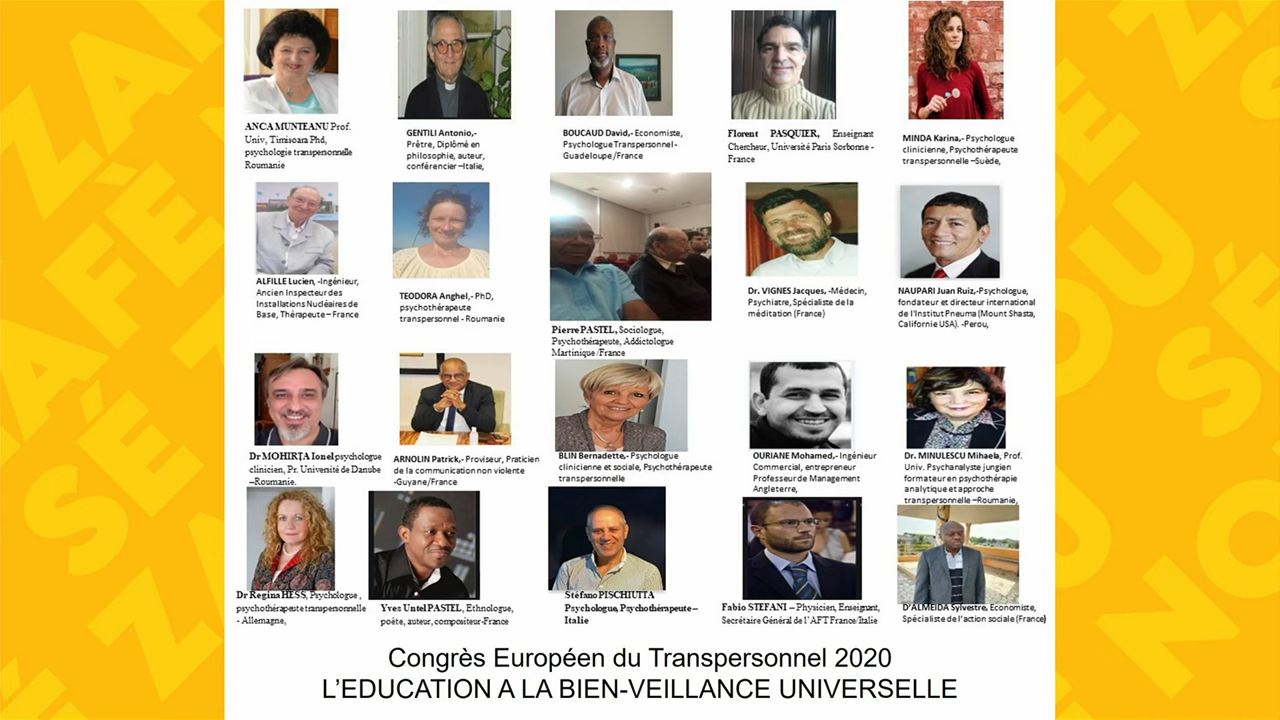 ANCA MUNTEANU Prof.
Univ, Timisoara Phd,
psychologie transpersonnelle
Roumanie
GENTILI Antonio,-
Prêtre, Diplômé en
philosophie, auteur,
conférencier –Italie,
BOUCAUD David,- Economiste,
Psychologue Transpersonnel -
Guadeloupe /France
Florent PASQUIER, Enseignant
Chercheur, Université Paris Sorbonne -
France
MINDA Karina,- Psychologue
clinicienne, Psychothérapeute
transpersonnelle –Suède,
ALFILLE Lucien, -Ingénieur,
Ancien Inspecteur des
Installations Nucléaires de
Base, Thérapeute – France
TEODORA Anghel,- PhD,
psychothérapeute
transpersonnel - Roumanie
Pierre PASTEL, Sociologue,
Psychothérapeute, Addictologue
Martinique /France
Dr. VIGNES Jacques, -Médecin,
Psychiatre, Spécialiste de la
méditation (France)
NAUPARI Juan Ruiz,-Psychologue,
fondateur et directeur international
de l'Institut Pneuma (Mount Shasta,
Californie USA). -Perou,
Dr MOHIRȚA Ionel psychologue
clinicien, Pr. Université de Danube
–Roumanie.
ARNOLIN Patrick,- Proviseur, Praticien
de la communication non violente
-Guyane/France
BLIN Bernadette,- Psychologue
clinicienne et sociale, Psychothérapeute
transpersonnelle
OURIANE Mohamed,- Ingénieur
Commercial, entrepreneur
Professeur de Management
Angleterre,
Dr. MINULESCU Mihaela, Prof.
Univ. Psychanalyste jungien
formateur en psychothérapie
analytique et approche
transpersonnelle –Roumanie,
Dr Regina HESS, Psychologue ,
psychothérapeute transpersonnelle
- Allemagne,
Yves Untel PASTEL, Ethnologue,
poète, auteur, compositeur-France
Stéfano PISCHIUTTA
Psychologue, Psychothérapeute –
Italie
Fabio STEFANI – Physicien, Enseignant,
Secrétaire Général de l'AFT France/Italie
D'ALMEIDA Sylvestre, Economiste,
Spécialiste de l'action sociale (France)
Congrès Européen du Transpersonnel 2020
L'EDUCATION A LA BIEN-VEILLANCE UNIVERSELLE